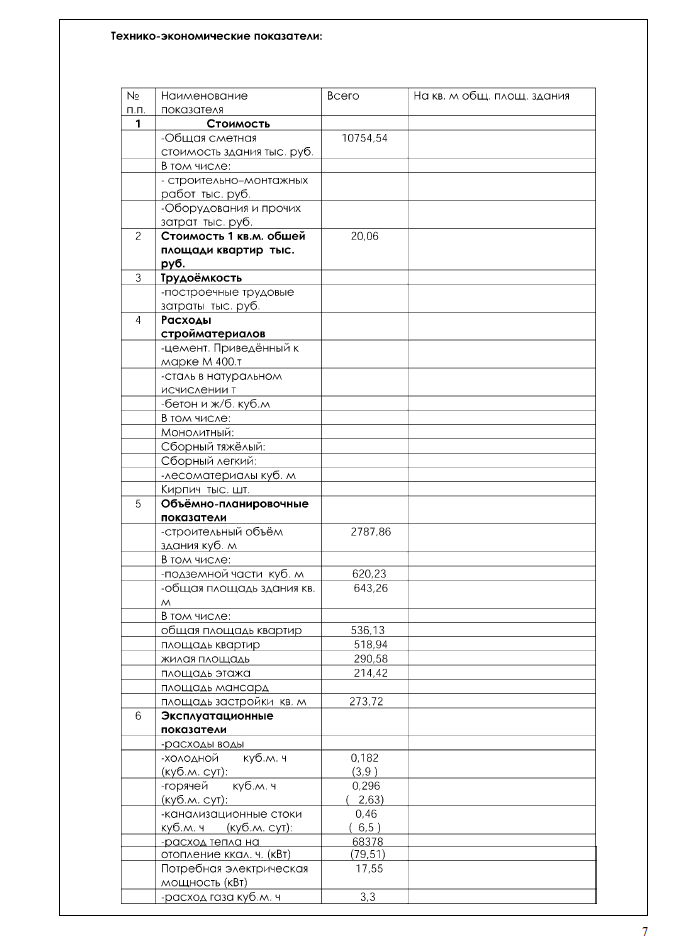 Технико-экономические показатели:
№ Наименование Всего На кв. м общ. площ. здания
п.п. показателя
1 Стоимость
-Общая сметная 10754,54
стоимость здания тыс. руб.
В том числе:
- строительно–монтажных
работ тыс. руб.
-Оборудования и прочих
затрат тыс. руб.
2 Стоимость 1 кв.м. обшей 20,06
площади квартир тыс.
руб.
3 Трудоёмкость
-построечные трудовые
затраты тыс. руб.
4 Расходы
стройматериалов
-цемент. Приведённый к
марке М 400.т
-сталь в натуральном
исчислении т
-бетон и ж/б. куб.м
В том числе:
Монолитный:
Сборный тяжёлый:
Сборный легкий:
-лесоматериалы куб. м
Кирпич тыс. шт.
5 Объёмно-планировочные
показатели
-строительный объём 2787,86
здания куб. м
В том числе:
-подземной части куб. м 620,23
-общая площадь здания кв. 643,26
м
В том числе:
общая площадь квартир 536,13
площадь квартир 518,94
жилая площадь 290,58
площадь этажа 214,42
площадь мансард
площадь застройки кв. м 273,72
6 Эксплуатационные
показатели
-расходы воды
-холодной куб.м. ч 0,182
(куб.м. сут): (3,9 )
-горячей куб.м. ч 0,296
(куб.м. сут): ( 2,63)
-канализационные стоки 0,46
куб.м. ч (куб.м. сут): ( 6,5 )
-расход тепла на 68378
отопление ккал. ч. (кВт) (79,51)
Потребная электрическая 17,55
мощность (кВт)
-расход газа куб.м. ч 3,3
7